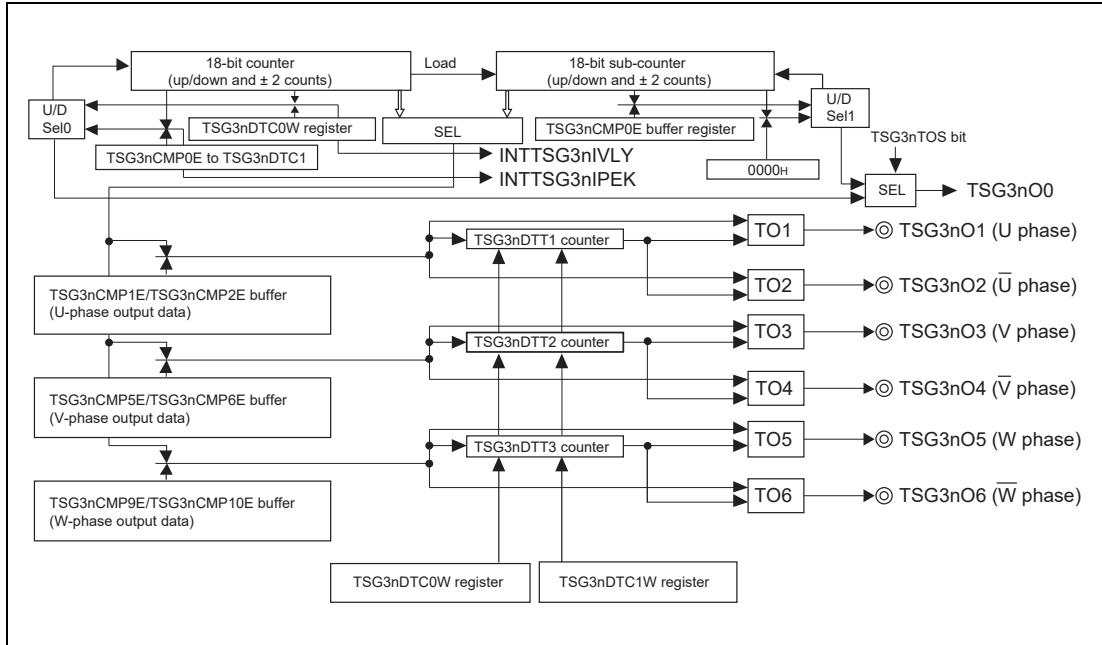 18-bit counter
(up/down and ± 2 counts)
Load
18-bit sub-counter
(up/down and ± 2 counts)
U/D
Sel0
U/D
Sel1
TSG3nDTC0W register
SEL
TSG3nCMP0E buffer register
TSG3nTOS bit
TSG3nCMP0E to TSG3nDTC1
INTTSG3nIVLY
INTTSG3nIPEK
0000H
SEL
TSG3nO0
TSG3nDTT1 counter
TO1
TSG3nO1 (U phase)
TSG3nCMP1E/TSG3nCMP2E buffer
(U-phase output data)
TO2
TSG3nO2 (U̅ phase)
TSG3nDTT2 counter
TO3
TSG3nO3 (V phase)
TSG3nCMP5E/TSG3nCMP6E buffer
(V-phase output data)
TO4
TSG3nO4 (V̅ phase)
TSG3nDTT3 counter
TO5
TSG3nO5 (W phase)
TSG3nCMP9E/TSG3nCMP10E buffer
(W-phase output data)
TO6
TSG3nO6 (W̅ phase)
TSG3nDTC0W register
TSG3nDTC1W register